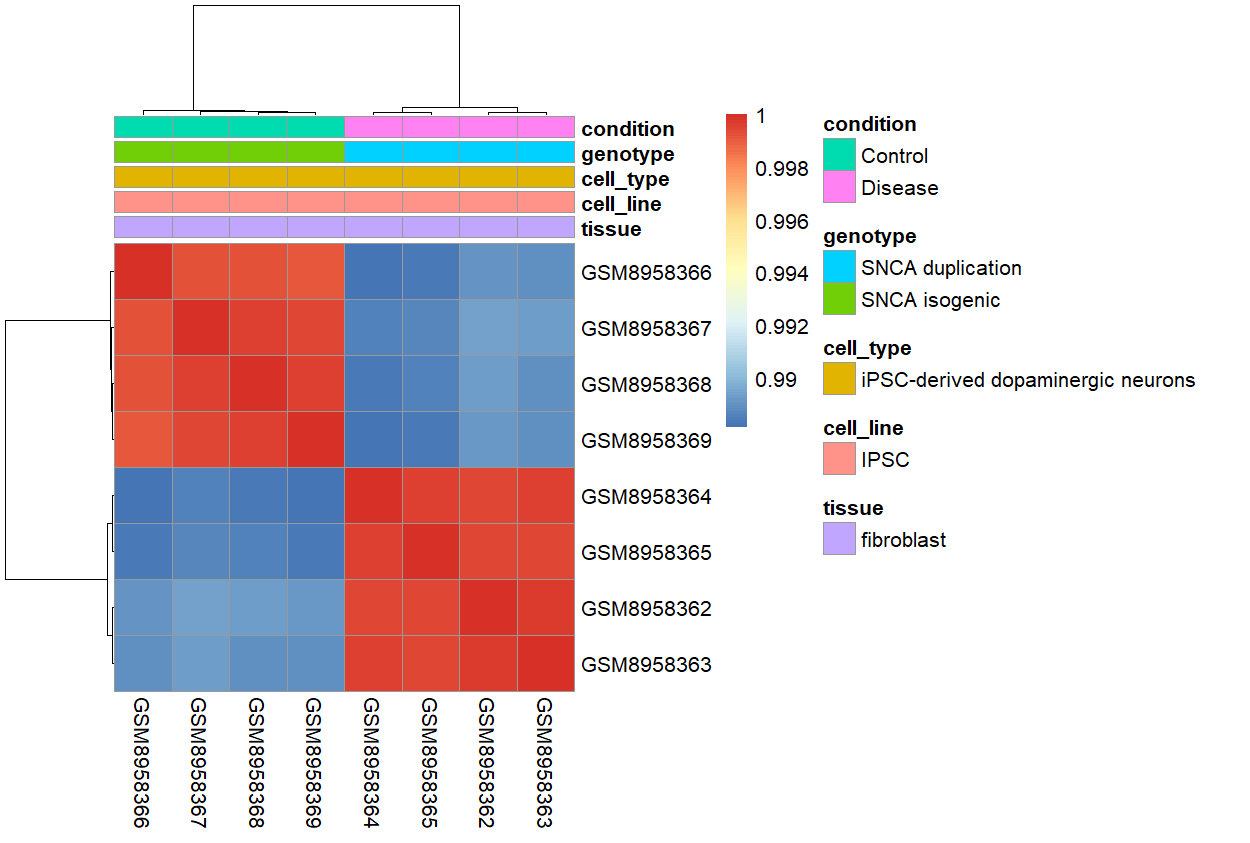 condition
genotype
cell_type
cell_line
tissue
GSM8958366
GSM8958367
GSM8958368
GSM8958369
GSM8958364
GSM8958365
GSM8958362
GSM8958363
GSM8958366
GSM8958367
GSM8958368
GSM8958369
GSM8958364
GSM8958365
GSM8958362
GSM8958363
1
0.998
0.996
0.994
0.992
0.99
condition
Control
Disease
genotype
SNCA duplication
SNCA isogenic
cell_type
iPSC-derived dopaminergic neurons
cell_line
IPSC
tissue
fibroblast